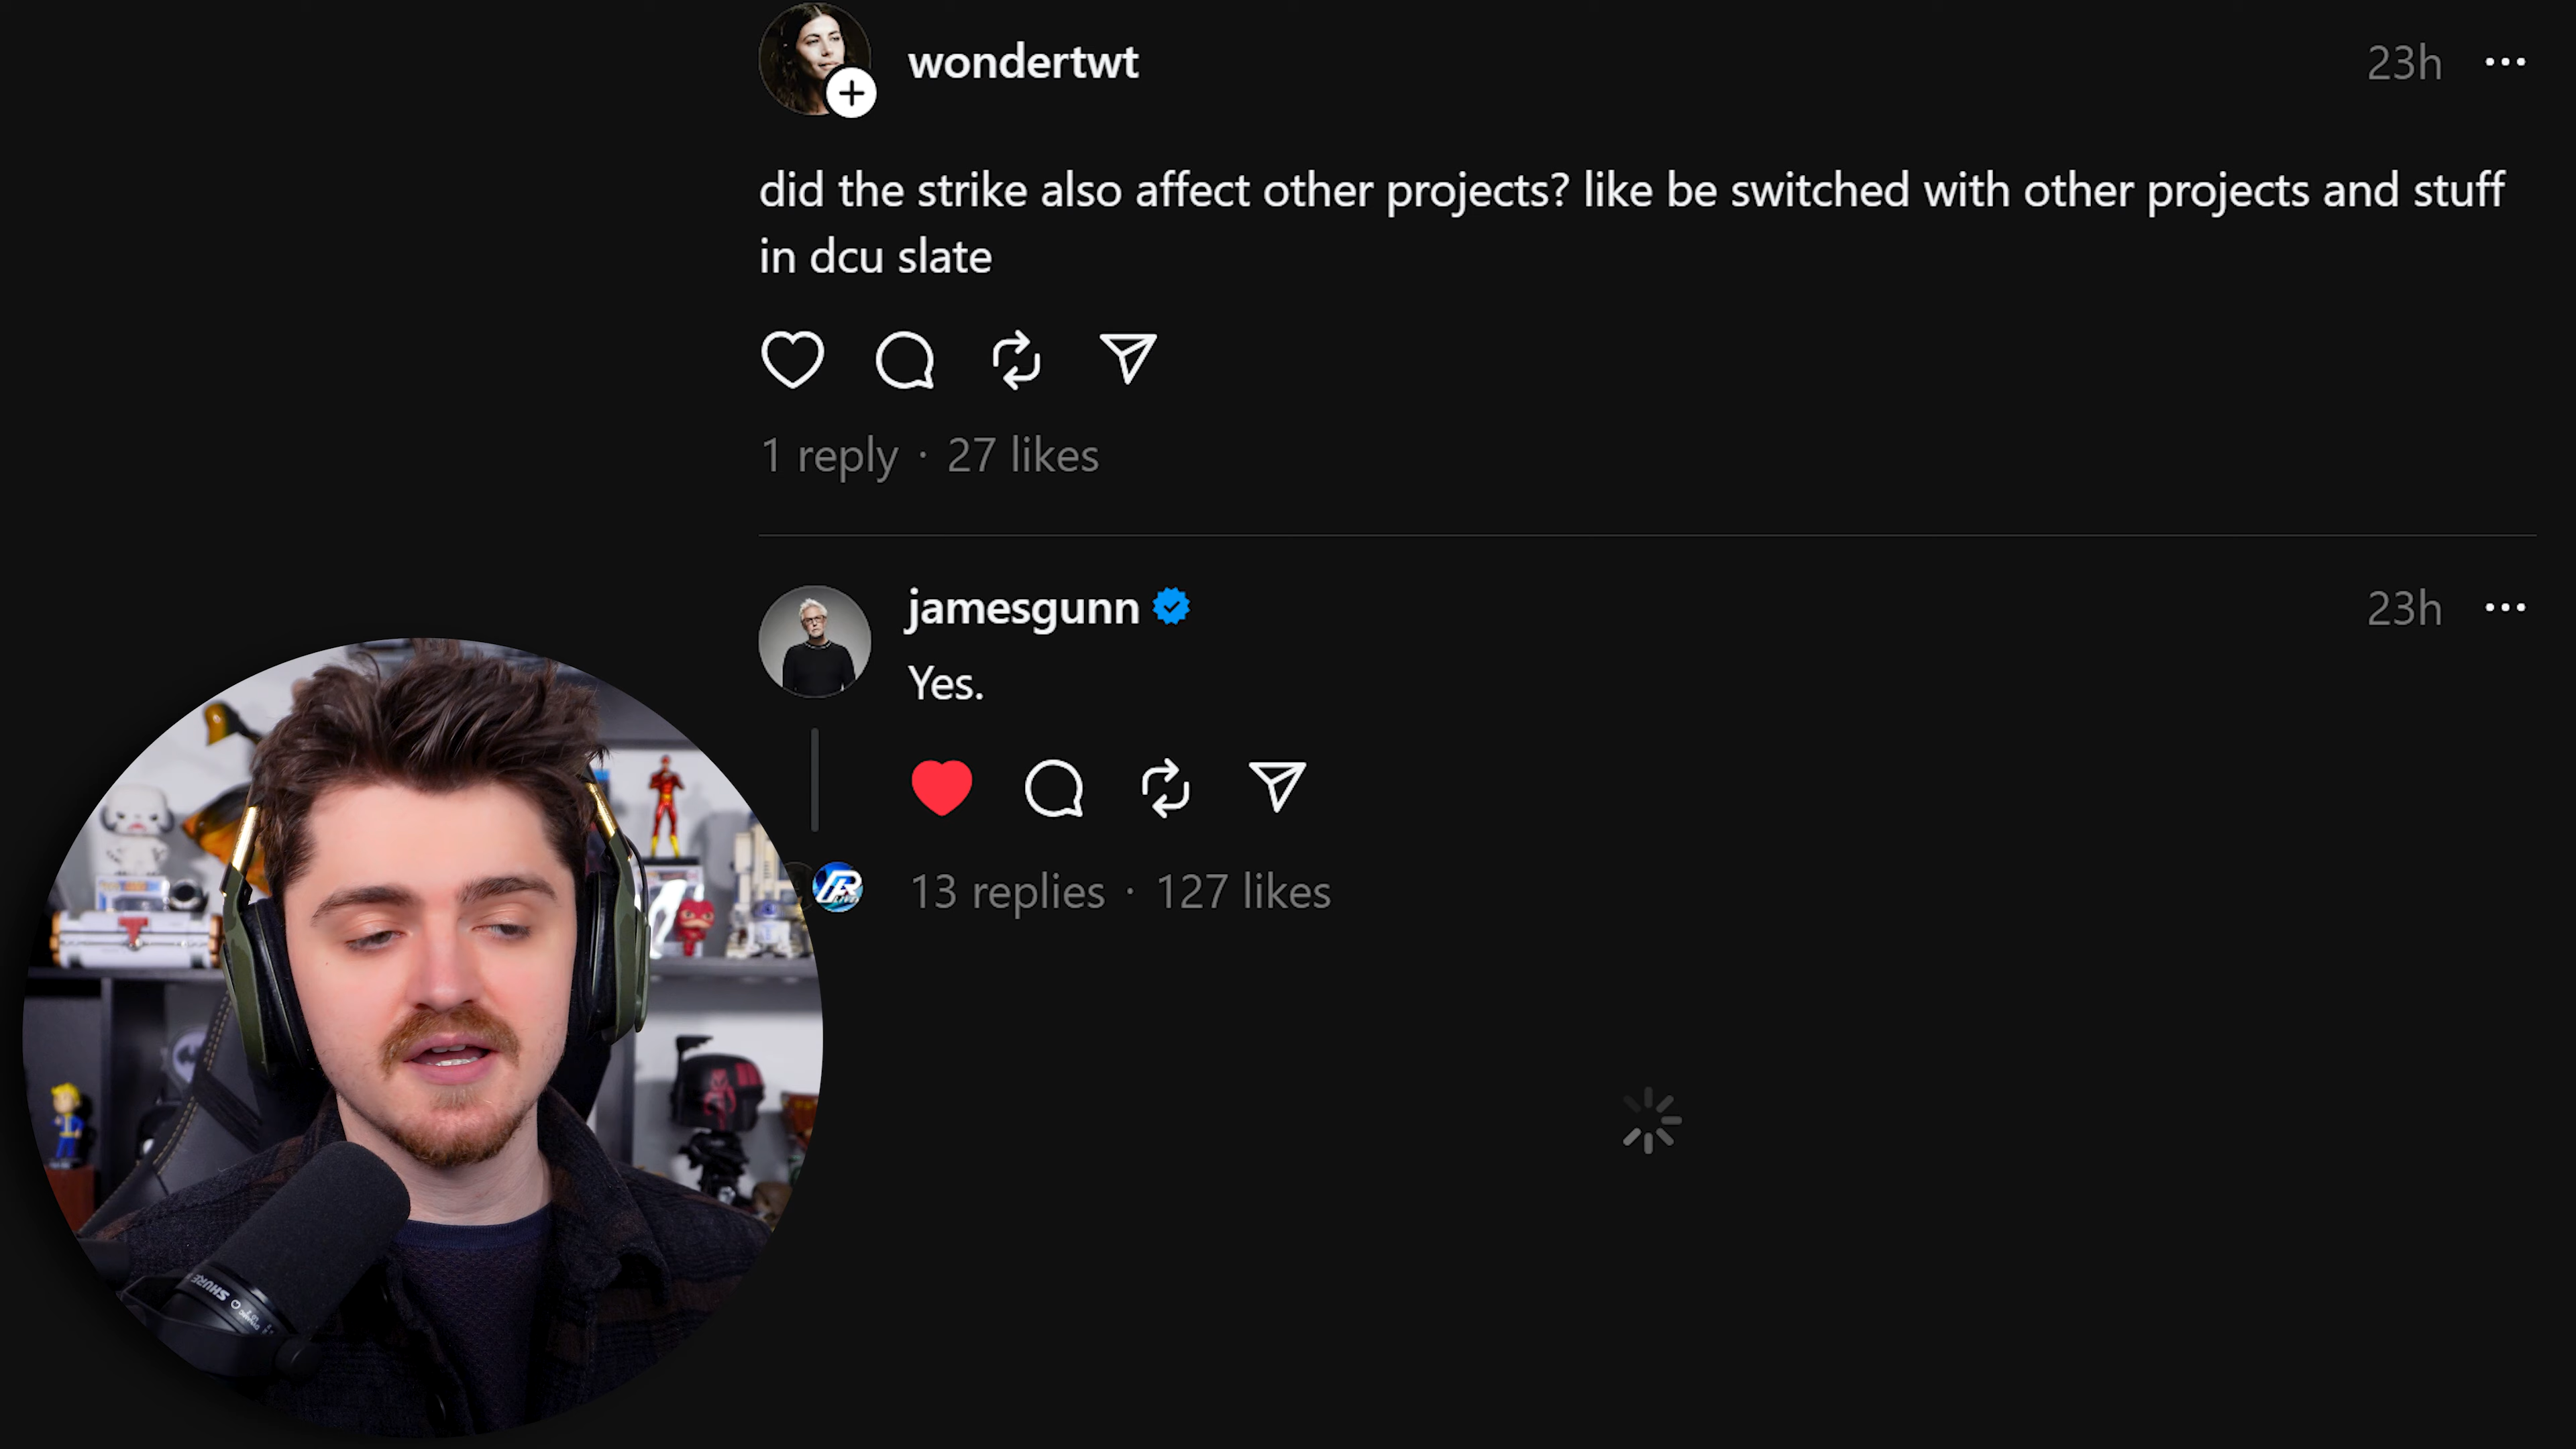 wondertwt
23h
did the strike also affect other projects? like be switched with other projects and stuff
in dcu slate
1 reply · 27 likes
jamesgunn
23h
Yes.
13 replies · 127 likes
SHURE